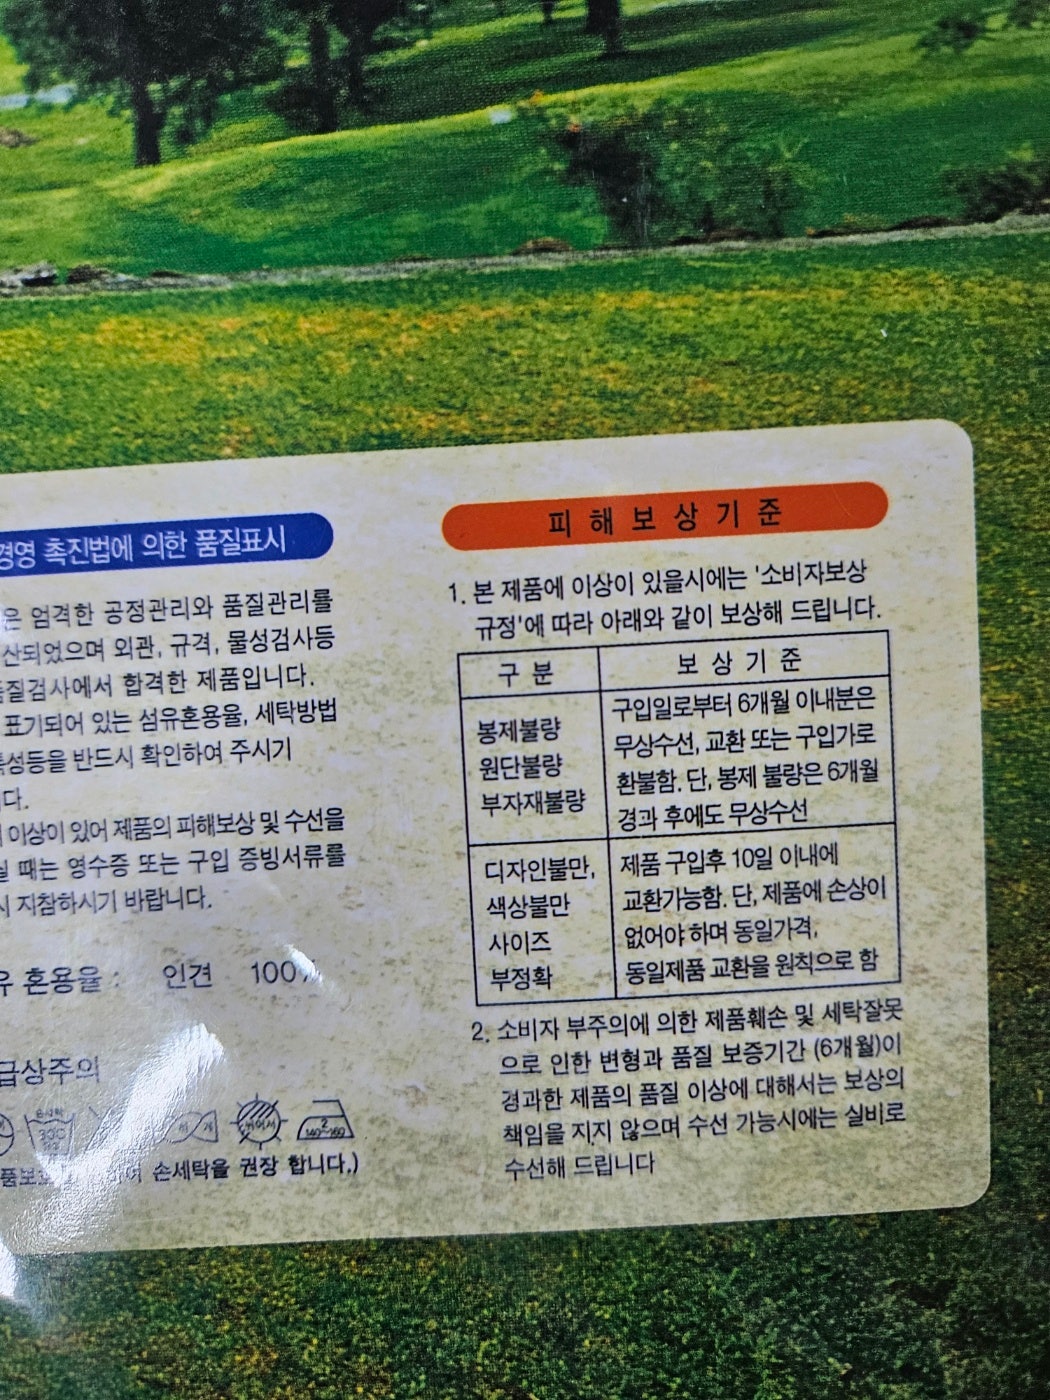 경영 촉진법에 의한 품질표시
은 엄격한 공정관리와 품질관리를
산되었으며 외관, 규격, 물성검사등
품질검사에서 합격한 제품입니다.
표기되어 있는 섬유혼용율, 세탁방법
특성등을 반드시 확인하여 주시기
다.
이상이 있어 제품의 피해보상 및 수선을
실 때는 영수증 또는 구입 증빙서류를
시 지참하시기 바랍니다.
유 혼용율 : 인견 100%
급상주의
약 30℃
뉘어서
2 140~160
손세탁을 권장 합니다.)
피해보상기준
1. 본 제품에 이상이 있을시에는 '소비자보상
규정'에 따라 아래와 같이 보상해 드립니다.
구 분 보 상 기 준
봉제불량
원단불량
부자재불량
구입일로부터 6개월 이내분은
무상수선, 교환 또는 구입가로
환불함. 단, 봉제 불량은 6개월
경과 후에도 무상수선
디자인불만,
색상불만
사이즈
부정확
제품 구입후 10일 이내에
교환가능함. 단, 제품에 손상이
없어야 하며 동일가격,
동일제품 교환을 원칙으로 함
2. 소비자 부주의에 의한 제품훼손 및 세탁잘못
으로 인한 변형과 품질 보증기간 (6개월)이
경과한 제품의 품질 이상에 대해서는 보상의
책임을 지지 않으며 수선 가능시에는 실비로
수선해 드립니다